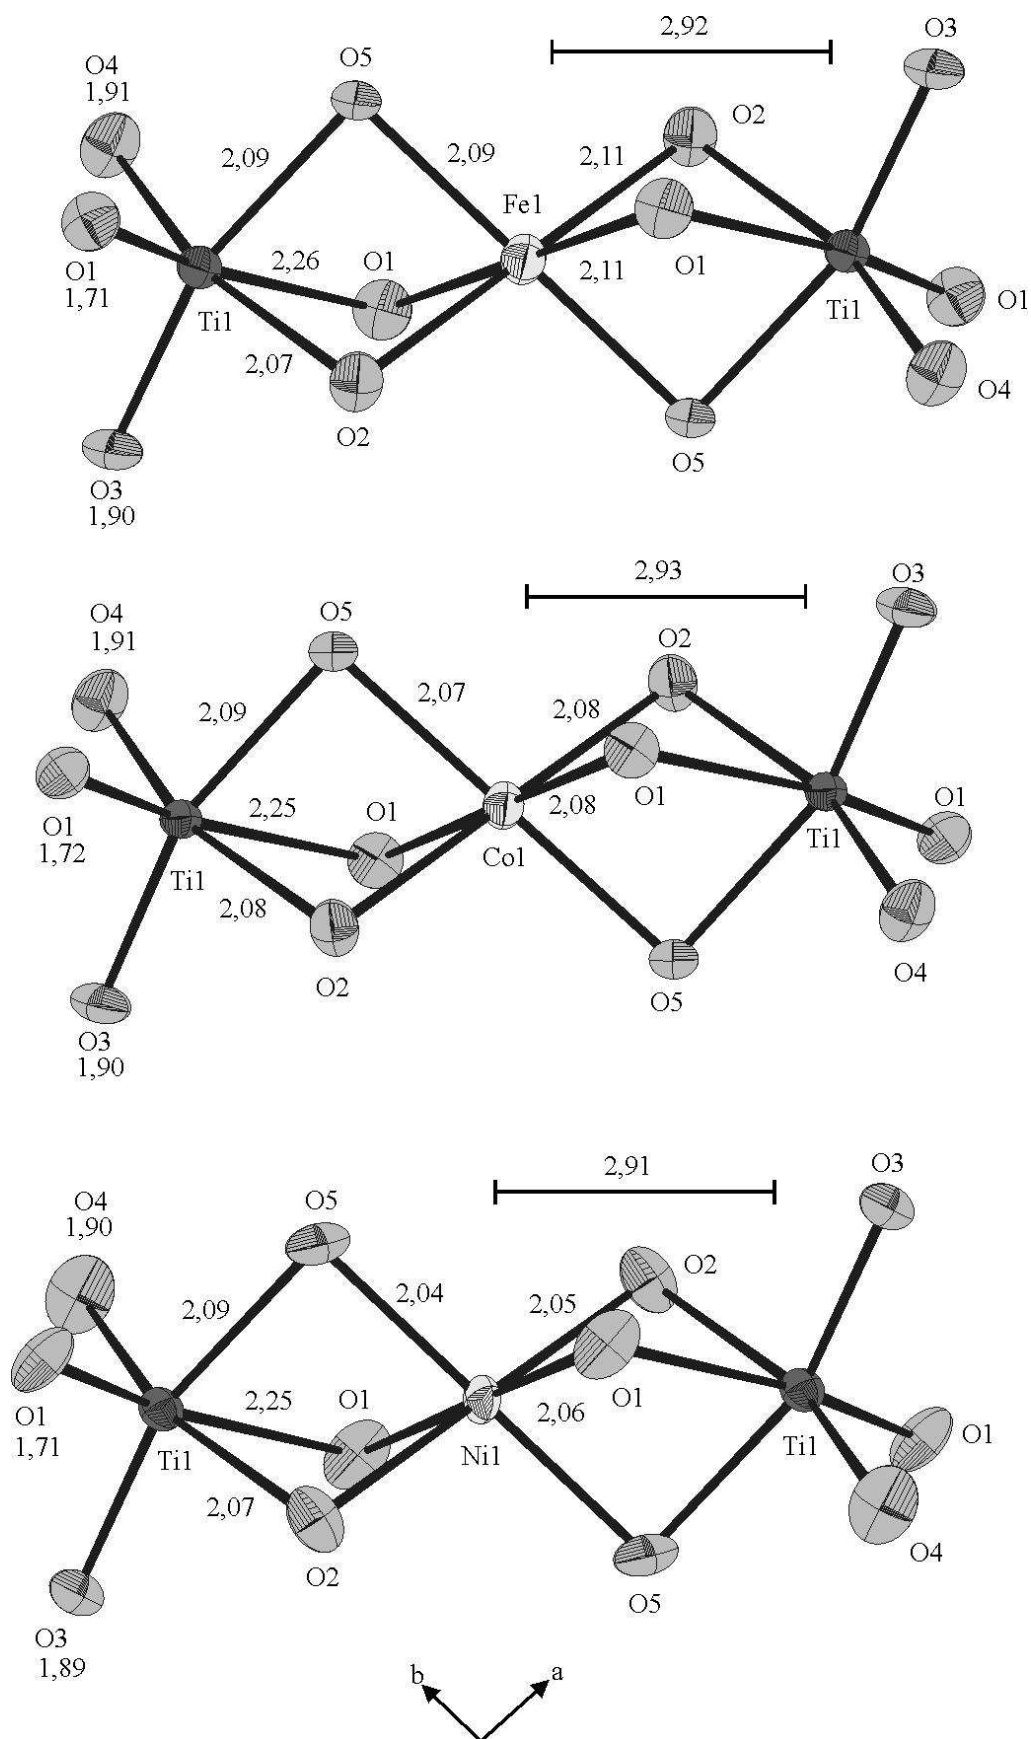 2,92
O3
O4
1,91
O5
O2
2,09
2,09
2,11
Fe1
O1
1,71
2,26
O1
2,11
O1
O1
Ti1
Ti1
2,07
O4
O2
O5
O3
1,90
2,93
O3
O4
1,91
O5
O2
2,09
2,07
2,08
O1
1,72
2,25
O1
2,08
O1
O1
Ti1
Co1
Ti1
2,08
O2
O5
O4
O3
1,90
2,91
O3
O4
1,90
O5
O2
2,09
2,04
2,05
O1
1,71
2,25
O1
2,06
O1
O1
Ti1
Ni1
Ti1
2,07
O2
O5
O4
O3
1,89
b
a